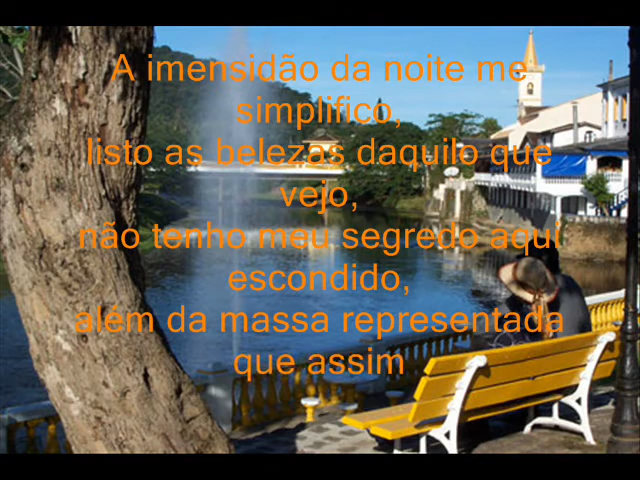 A imensidão da noite me
simplifico,
listo as belezas daquilo que
vejo,
não tenho meu segredo aqui
escondido,
além da massa representada
que assim